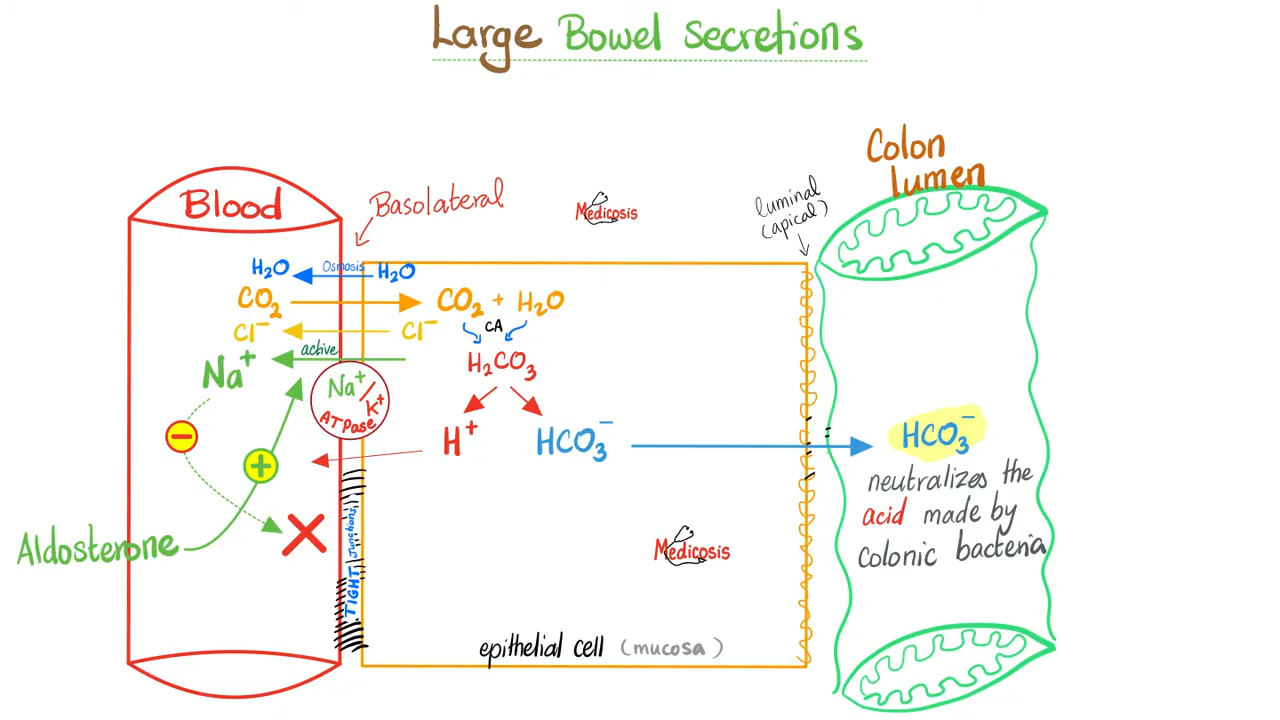 Large Bowel Secretions
Colon
lumen
luminal
(apical)
Blood
Basolateral
Medicosis
H₂O Osmosis H₂O
CO₂ CO₂ + H₂O
Cl⁻ Cl⁻ CA
active
Na⁺ H₂CO₃
Na⁺/K⁺
ATPase
H⁺ HCO₃⁻ HCO₃⁻
−
+
neutralizes the
acid made by
colonic bacteria
Aldosterone
TIGHT Junctions
Medicosis
epithelial cell (mucosa)